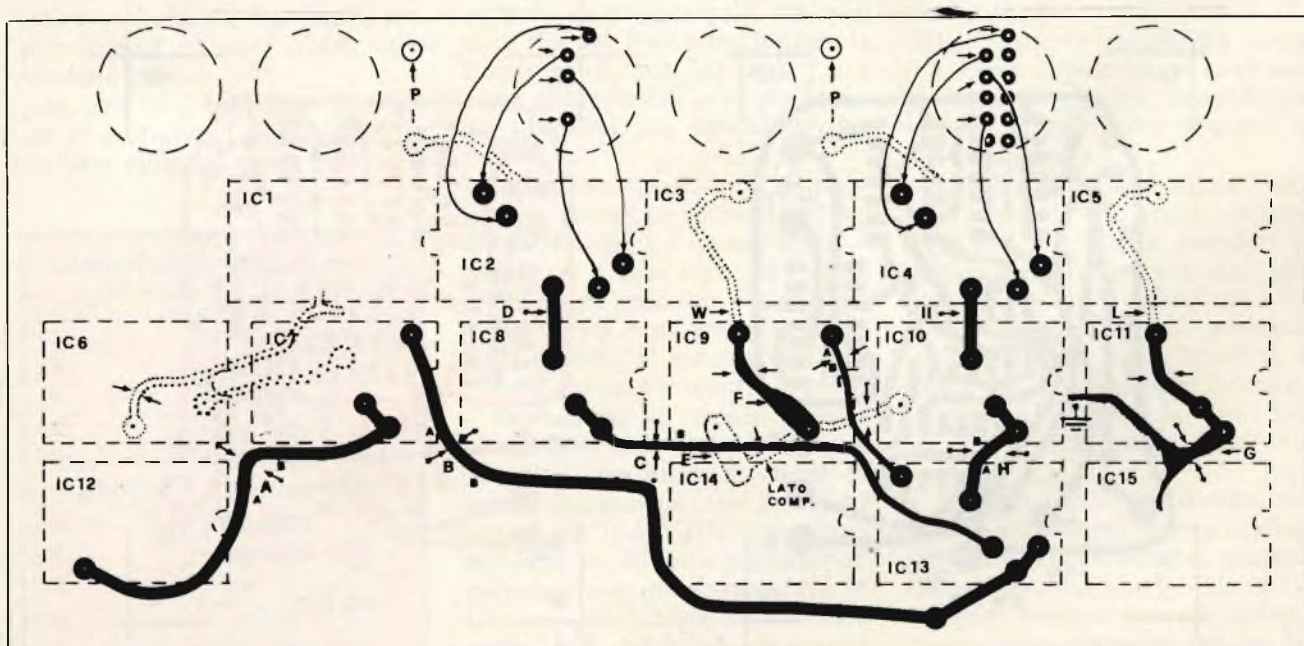 P P
IC1 IC2 IC3 IC4 IC5
D W II L
IC6 IC7 IC8 IC9 IC10 IC11
A B
F
A B B C B E A H B G
IC12 A A B IC14 LATO COMP. IC15
IC13